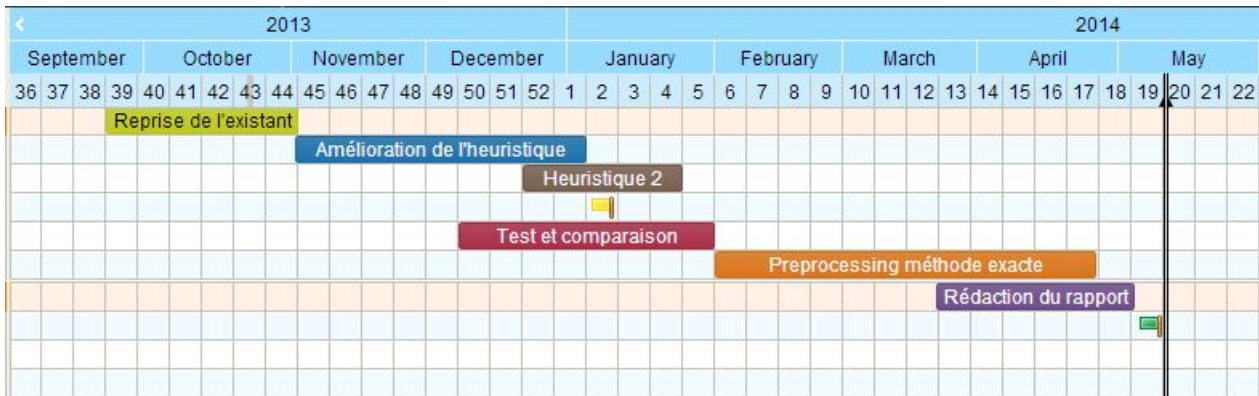 2013 2014
September October November December January February March April May
36 37 38 39 40 41 42 43 44 45 46 47 48 49 50 51 52 1 2 3 4 5 6 7 8 9 10 11 12 13 14 15 16 17 18 19 20 21 22
Reprise de l'existant
Amélioration de l'heuristique
Heuristique 2
Test et comparaison
Preprocessing méthode exacte
Rédaction du rapport